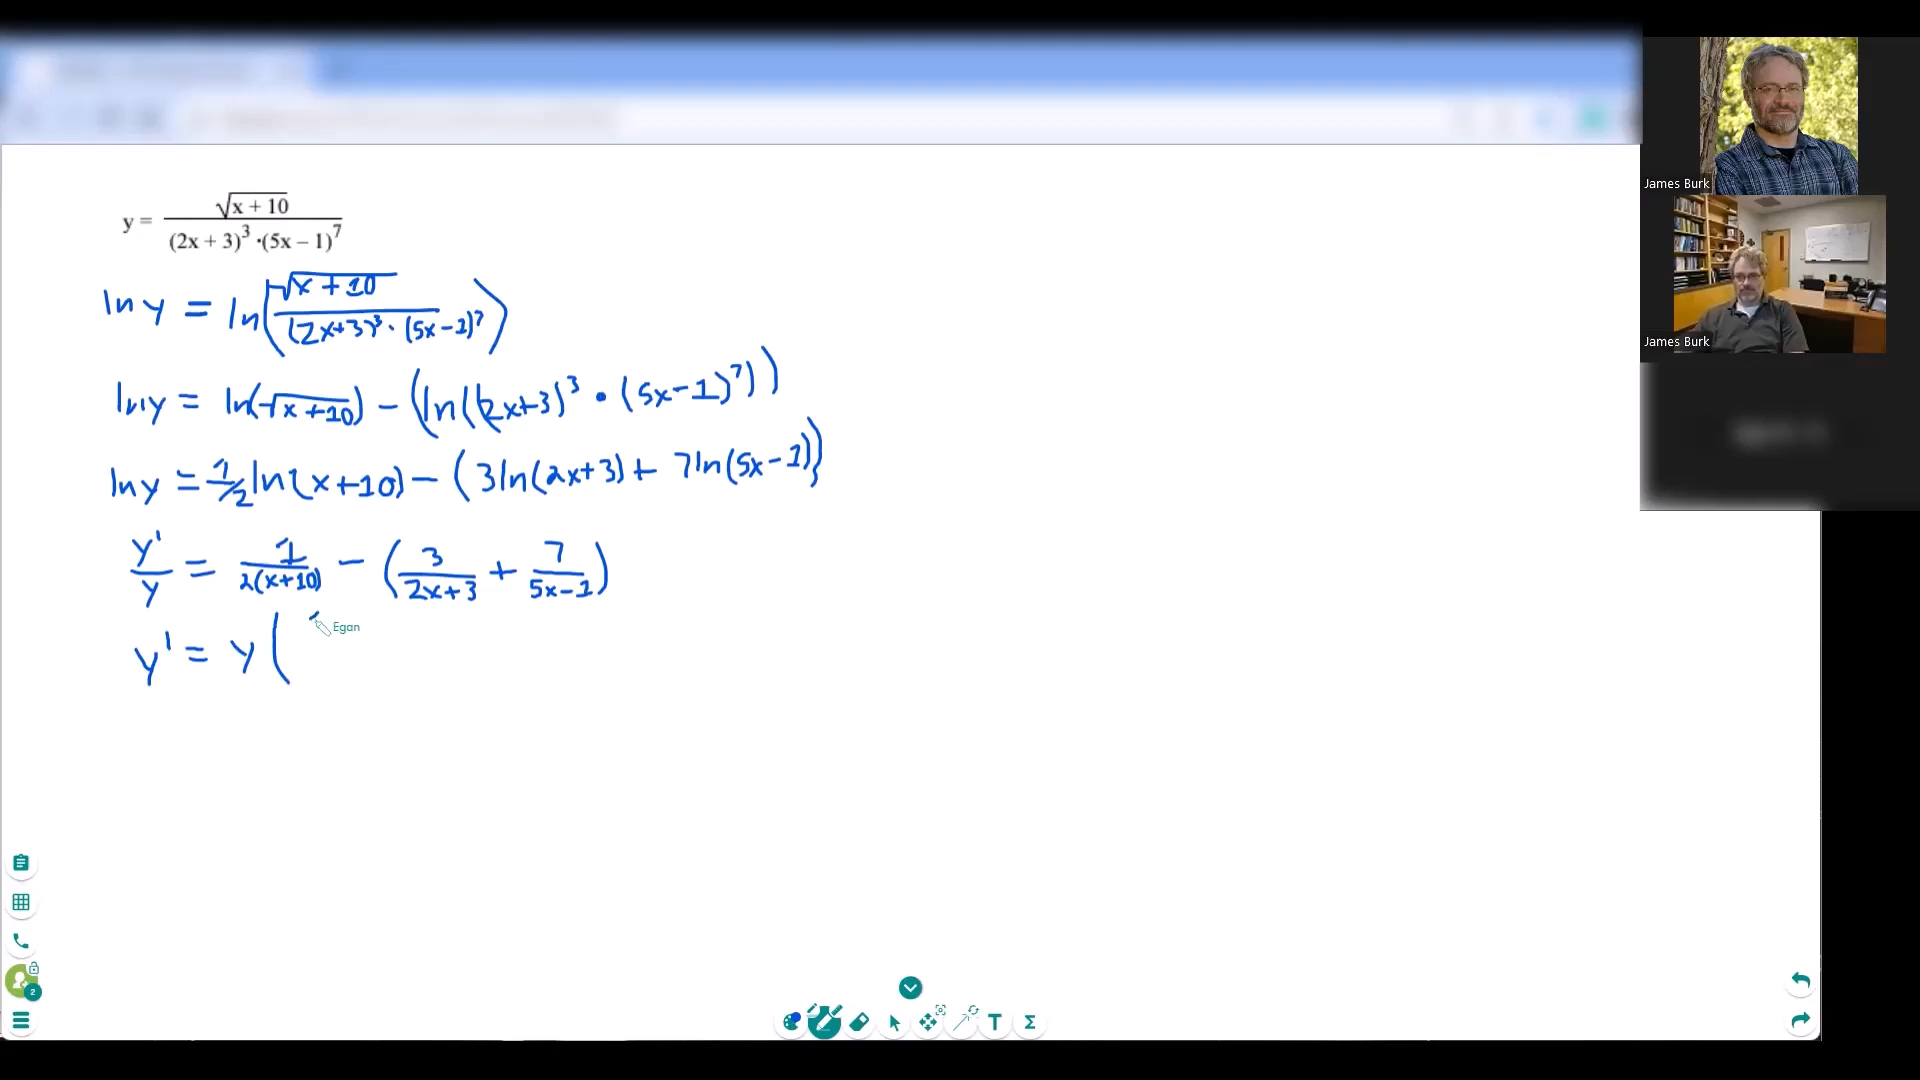 y = √x + 10 / (2x + 3)^3 ·(5x – 1)^7
ln y = ln(√x + 10 / (2x+3)^3 · (5x-1)^7)
ln y = ln(√x+10) - (ln((2x+3)^3 • (5x-1)^7))
ln y = 1/2 ln(x+10) - (3ln(2x+3) + 7ln(5x-1))
y'/y = 1/2(x+10) - (3/2x+3 + 7/5x-1)
Egan
y' = y(
James Burk
James Burk
2
T
Σ